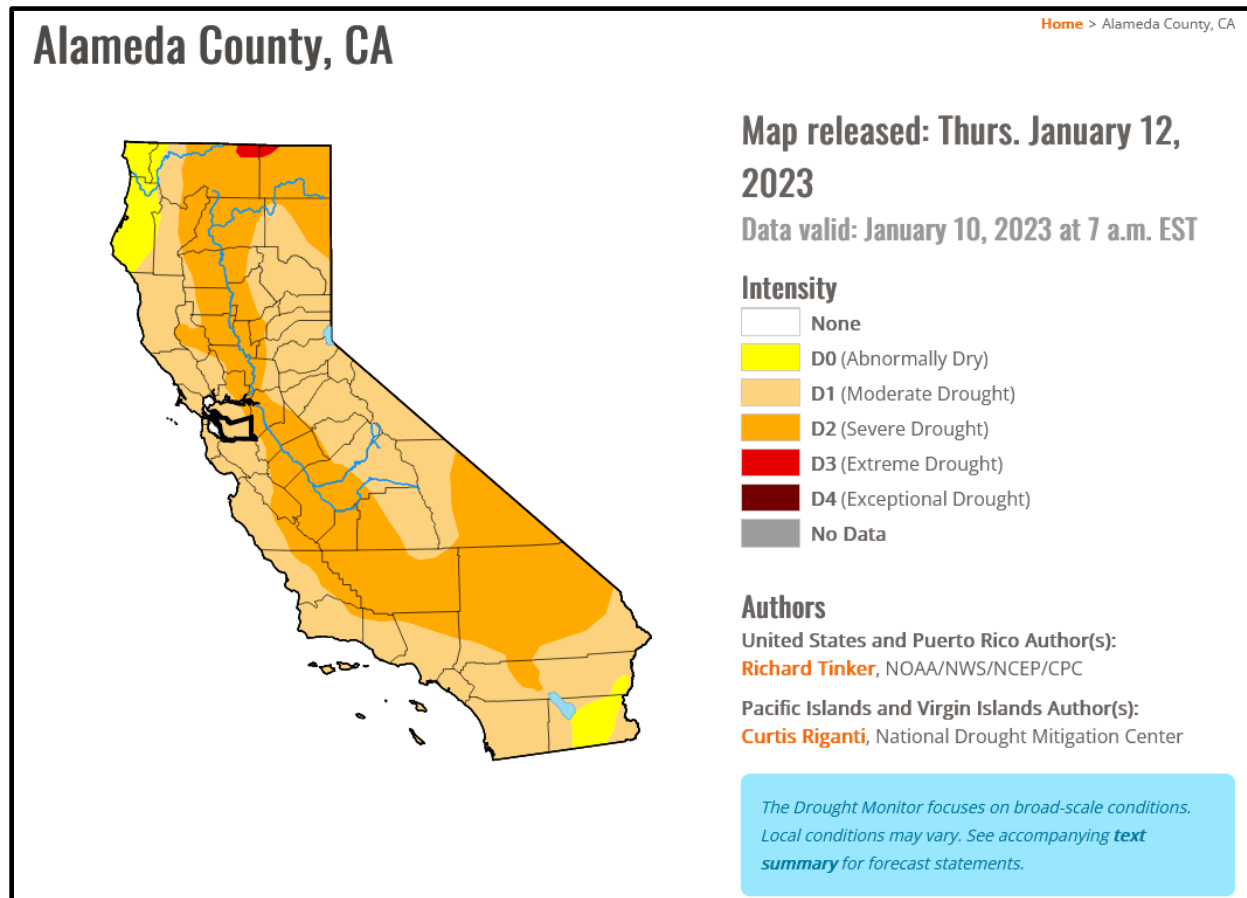 Alameda County, CA
Home > Alameda County, CA
Map released: Thurs. January 12,
2023
Data valid: January 10, 2023 at 7 a.m. EST
Intensity
None
D0 (Abnormally Dry)
D1 (Moderate Drought)
D2 (Severe Drought)
D3 (Extreme Drought)
D4 (Exceptional Drought)
No Data
Authors
United States and Puerto Rico Author(s):
Richard Tinker, NOAA/NWS/NCEP/CPC
Pacific Islands and Virgin Islands Author(s):
Curtis Riganti, National Drought Mitigation Center
The Drought Monitor focuses on broad-scale conditions.
Local conditions may vary. See accompanying text
summary for forecast statements.